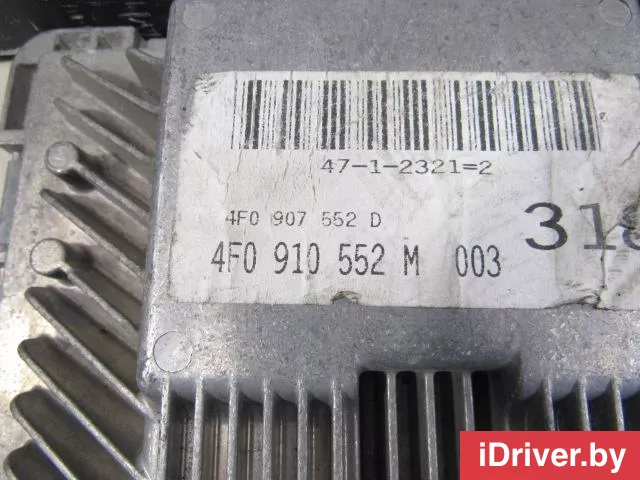 47-1-2321=2
4F0 907 552 D
4F0 910 552 M 003
iDriver.by